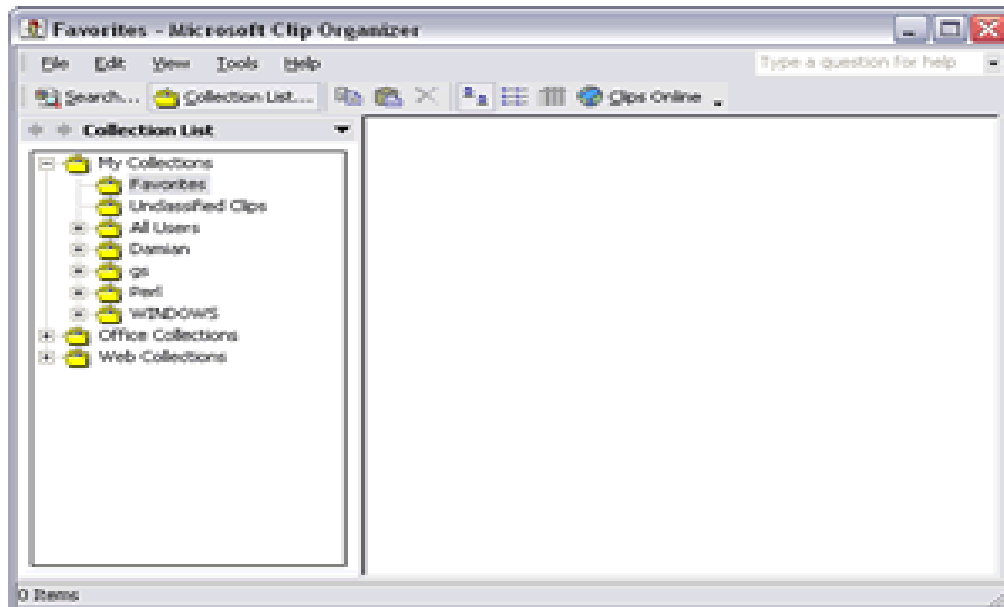 Favorites - Microsoft Clip Organizer
File Edit View Tools Help Type a question for help
Search... Collection List... Clips Online
Collection List
My Collections
Favorites
Unclassified Clips
All Users
Damian
gs
Perl
WINDOWS
Office Collections
Web Collections
0 Items